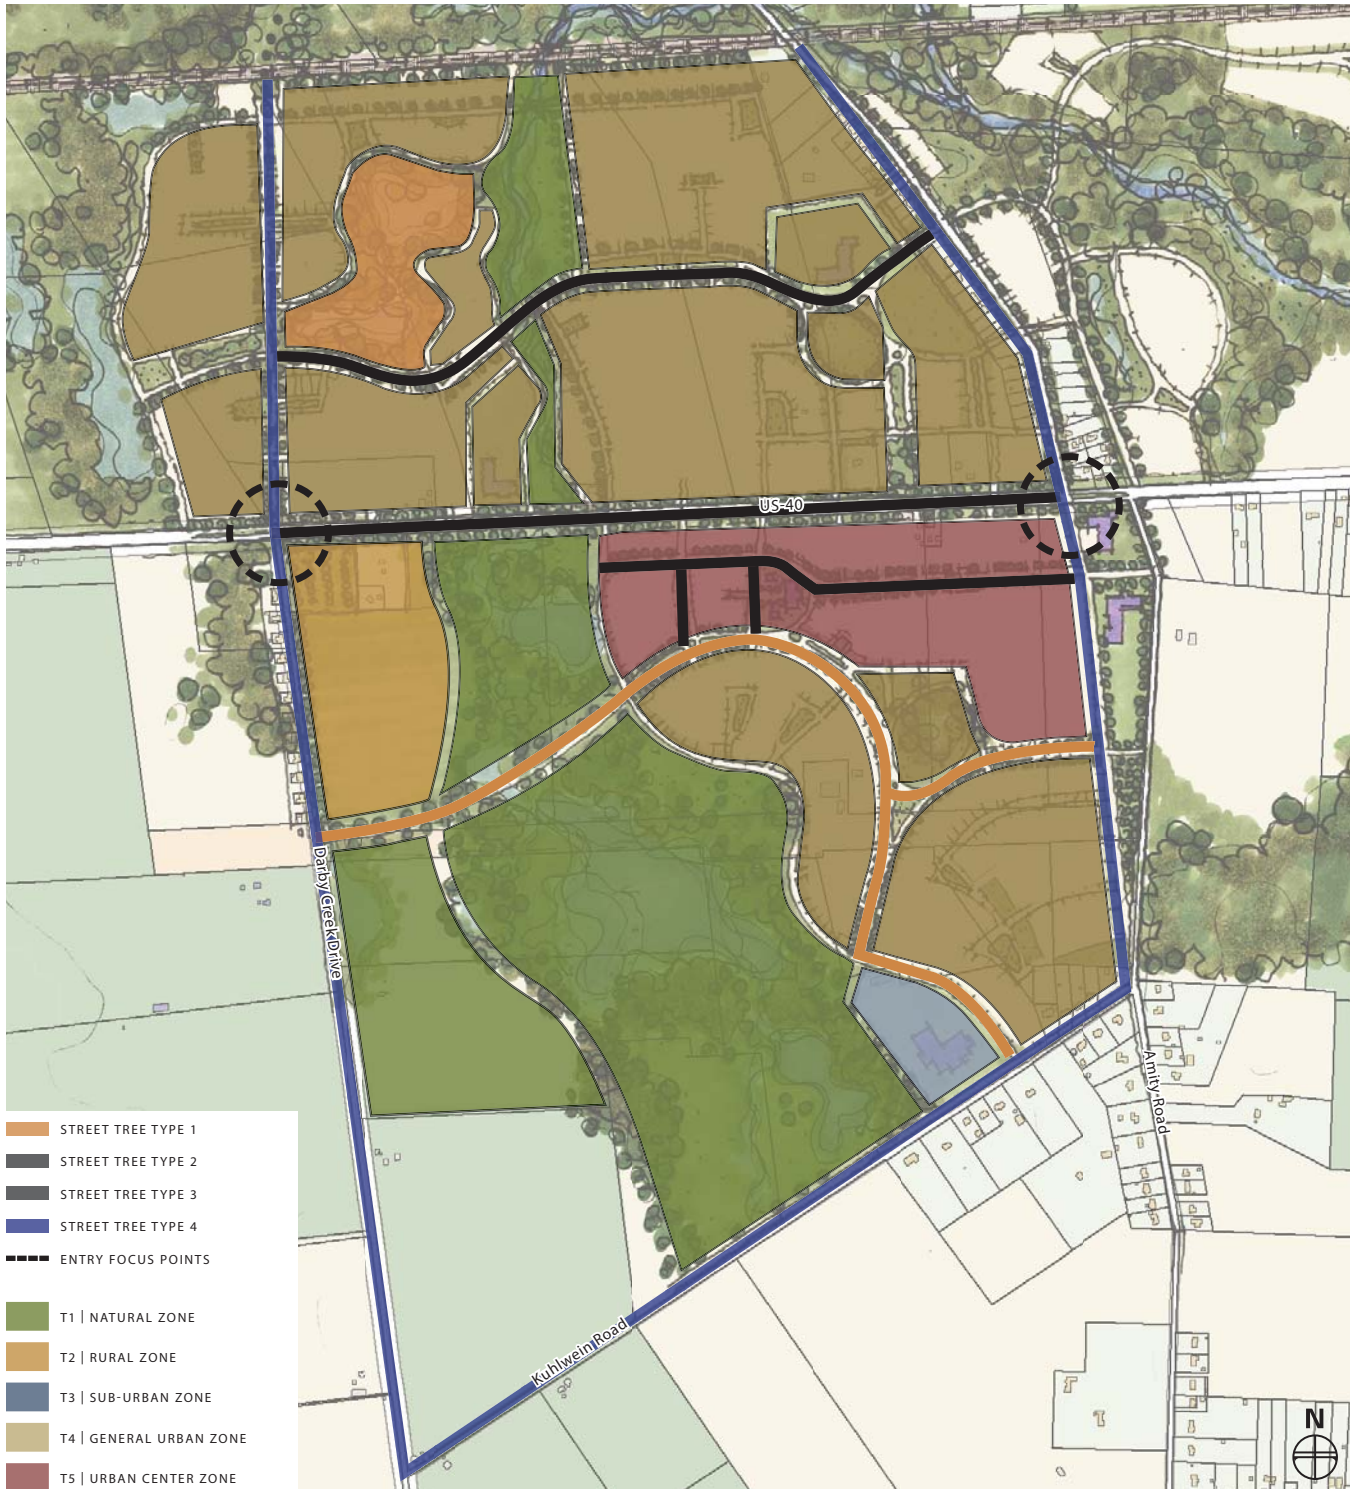 US-40
Darby Creek Drive
Amity Road
Kuhlwein Road
STREET TREE TYPE 1
STREET TREE TYPE 2
STREET TREE TYPE 3
STREET TREE TYPE 4
ENTRY FOCUS POINTS
T1 | NATURAL ZONE
T2 | RURAL ZONE
T3 | SUB-URBAN ZONE
T4 | GENERAL URBAN ZONE
T5 | URBAN CENTER ZONE
N